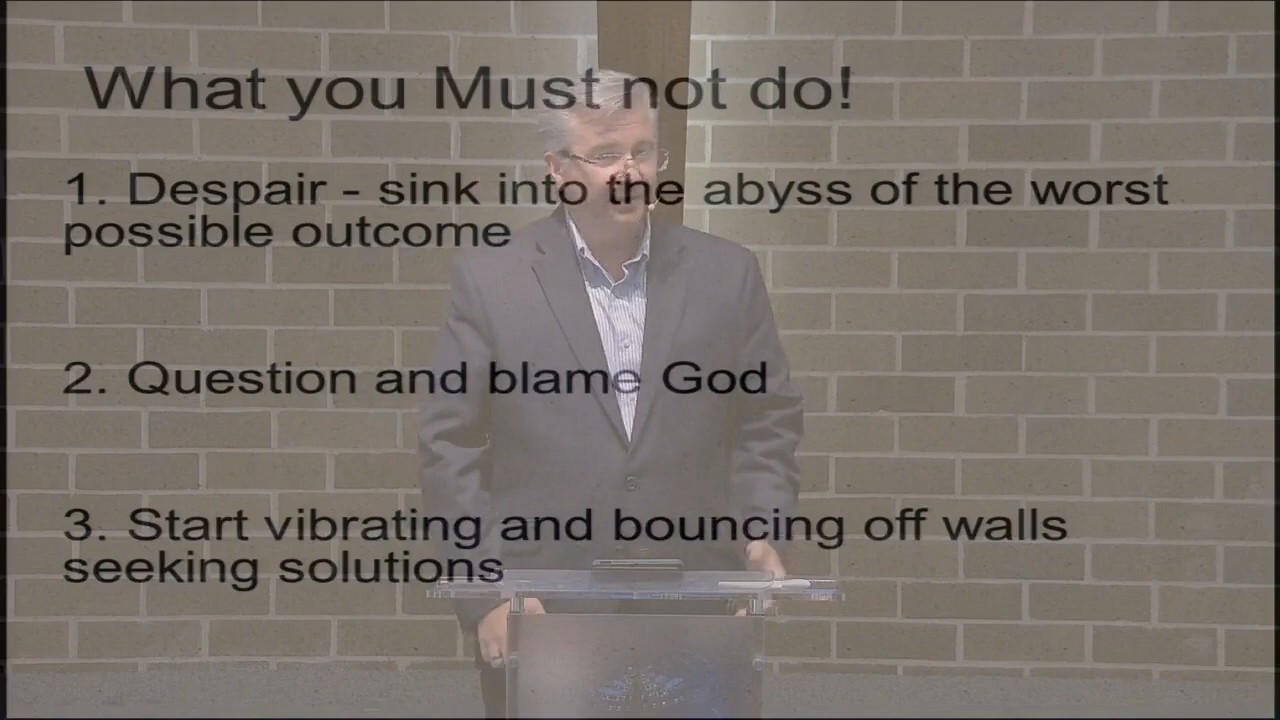 What you Must not do!
1. Despair - sink into the abyss of the worst
possible outcome
2. Question and blame God
3. Start vibrating and bouncing off walls
seeking solutions